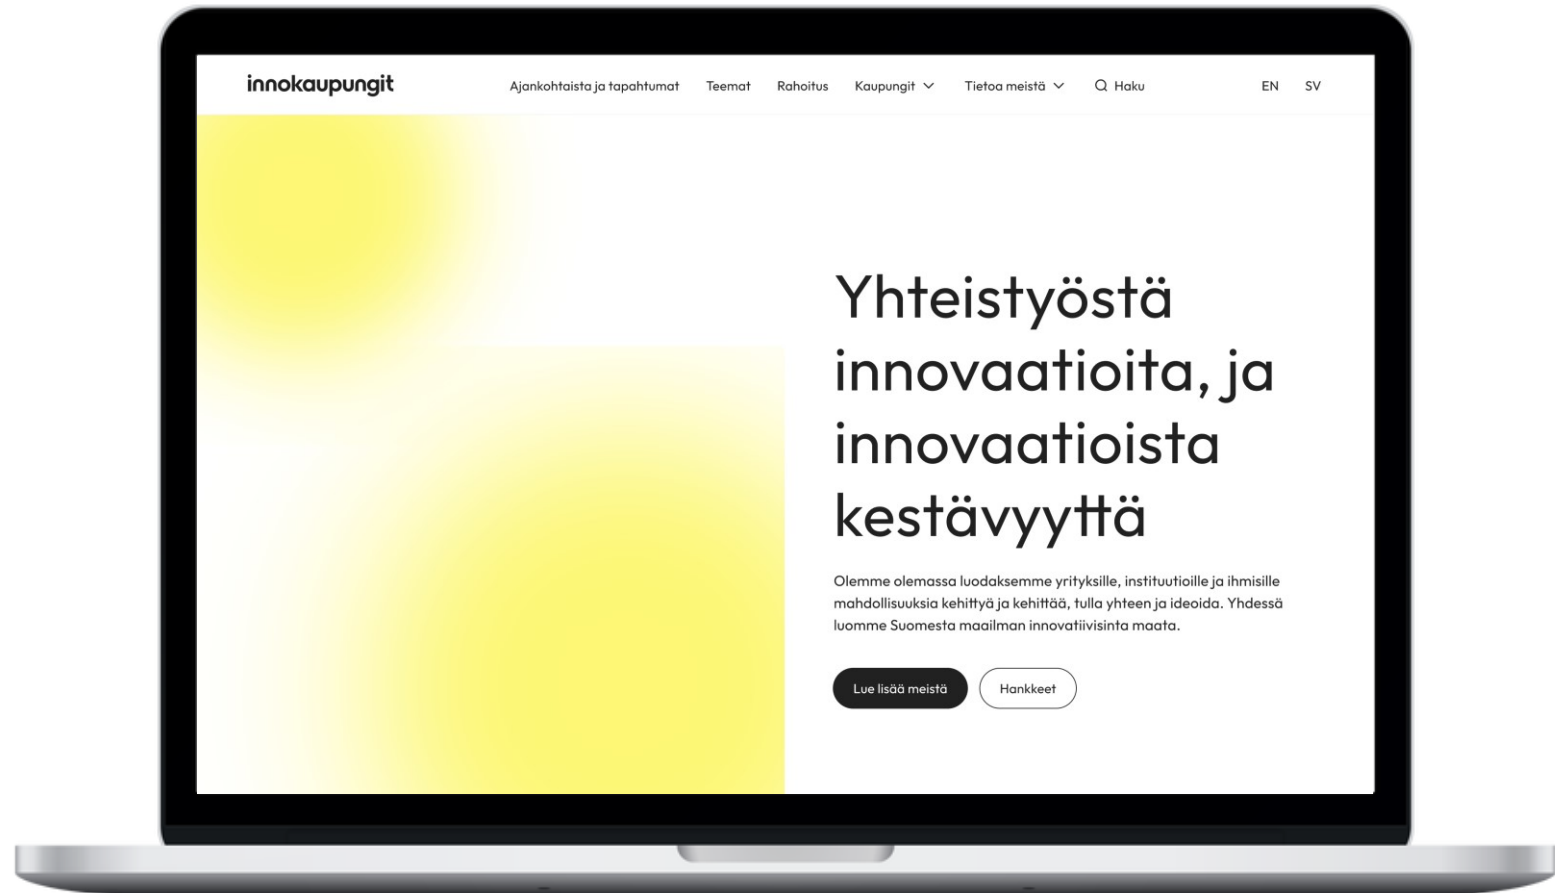 innokaupungit
Ajankohtaista ja tapahtumat Teemat Rahoitus Kaupungit Tietoa meistä Haku EN SV
Yhteistyöstä
innovaatioita, ja
innovaatioista
kestävyyttä
Olemme olemassa luodaksemme yrityksille, instituutioille ja ihmisille
mahdollisuuksia kehittyä ja kehittää, tulla yhteen ja ideoida. Yhdessä
luomme Suomesta maailman innovatiivisinta maata.
Lue lisää meistä Hankkeet